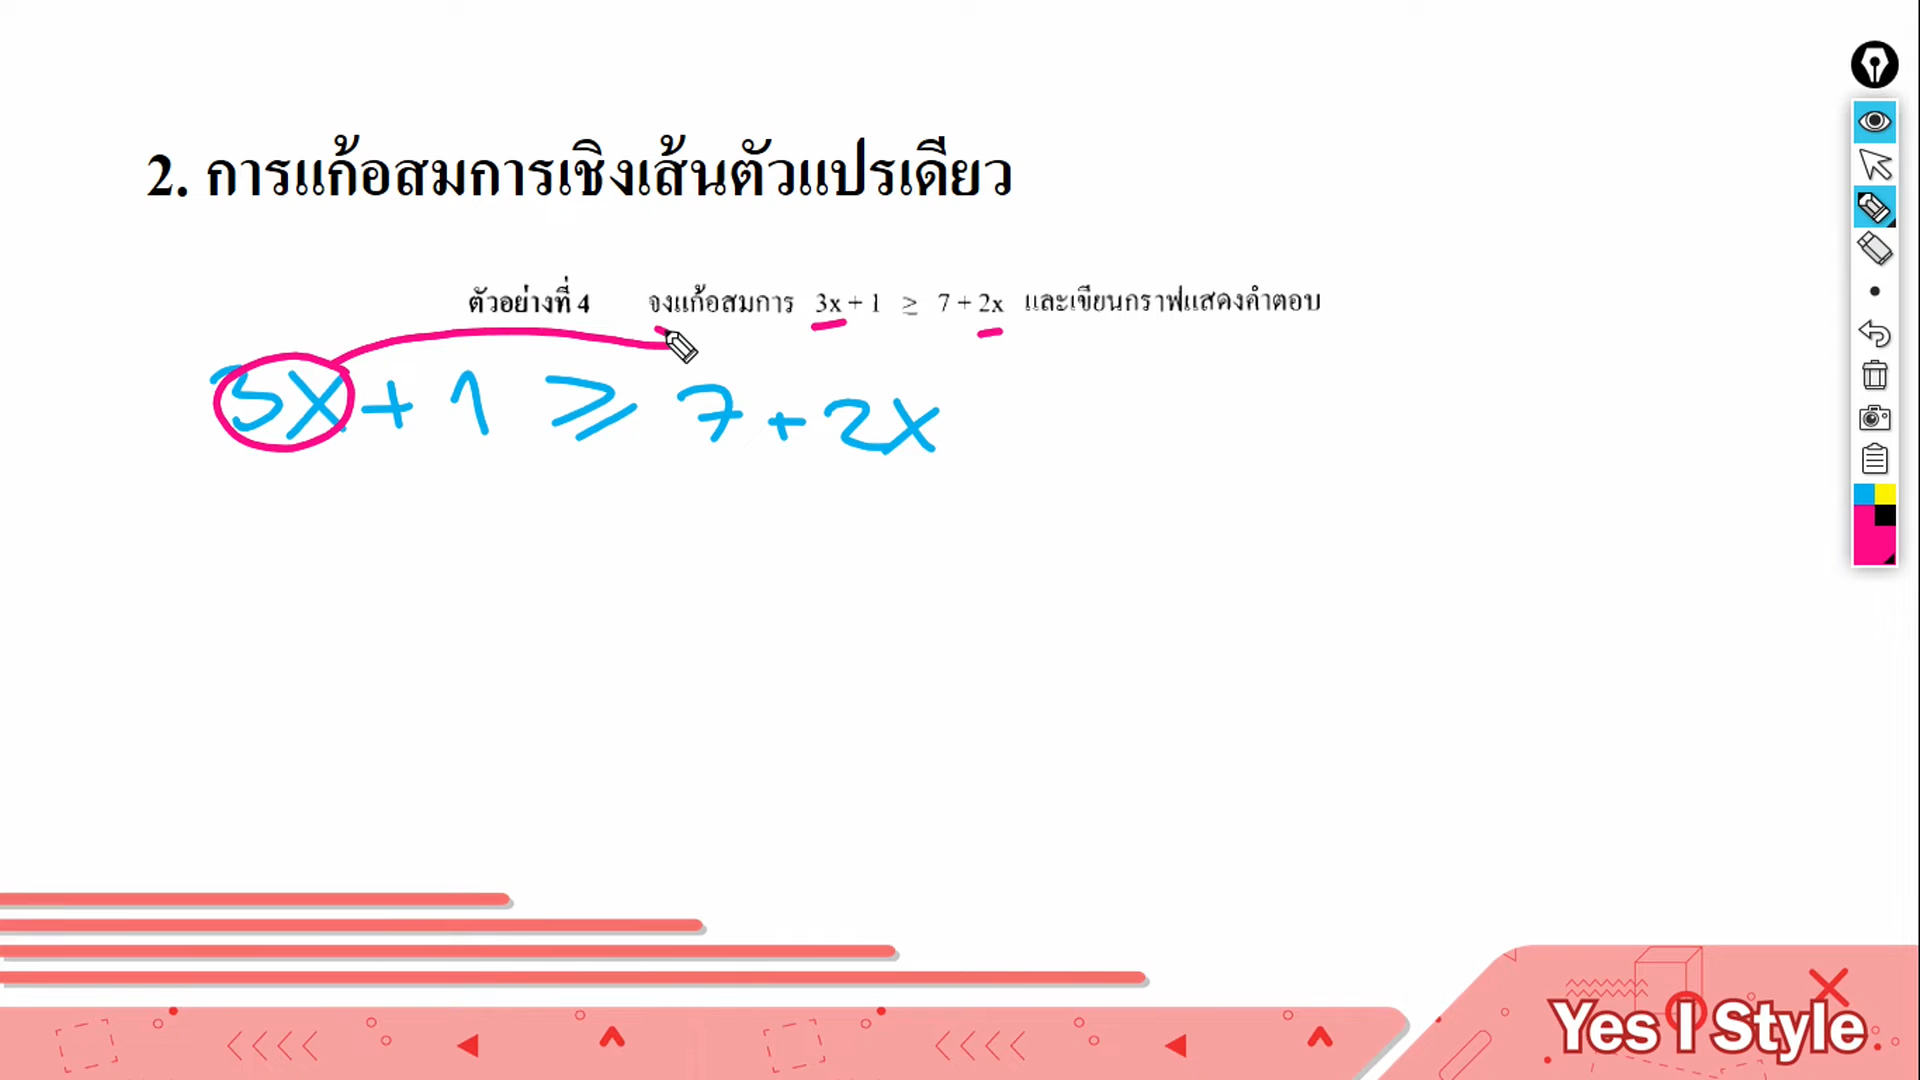 2. การแก้อสมการเชิงเส้นตัวแปรเดียว
ตัวอย่างที่ 4 จงแก้อสมการ 3x + 1 ≥ 7 + 2x และเขียนกราฟแสดงคำตอบ
3x + 1 ≥ 7 + 2x
Yes I Style